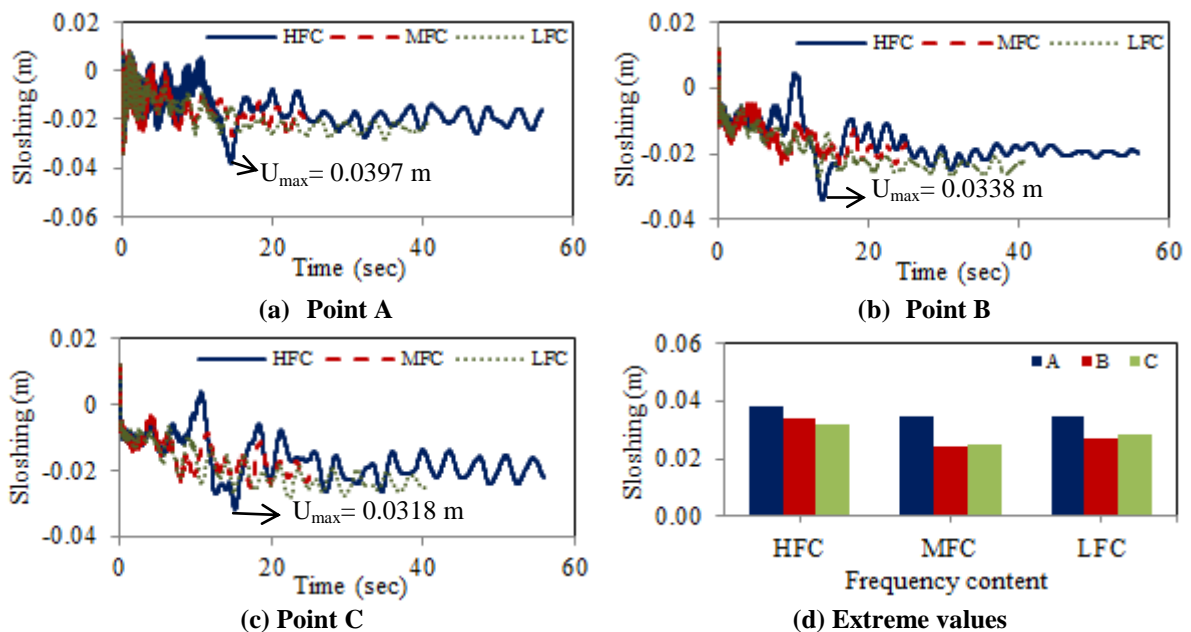 0.02
0
-0.02
-0.04
-0.06
Sloshing (m)
HFC MFC LFC
Umax= 0.0397 m
0 20 40 60
Time (sec)
(a) Point A
0.02
0
-0.02
-0.04
Sloshing (m)
HFC MFC LFC
Umax= 0.0338 m
0 20 40 60
Time (sec)
(b) Point B
0.02
0
-0.02
-0.04
Sloshing (m)
HFC MFC LFC
Umax= 0.0318 m
0 20 40 60
Time (sec)
(c) Point C
0.06
0.04
0.02
0.00
Sloshing (m)
A B C
HFC MFC LFC
Frequency content
(d) Extreme values